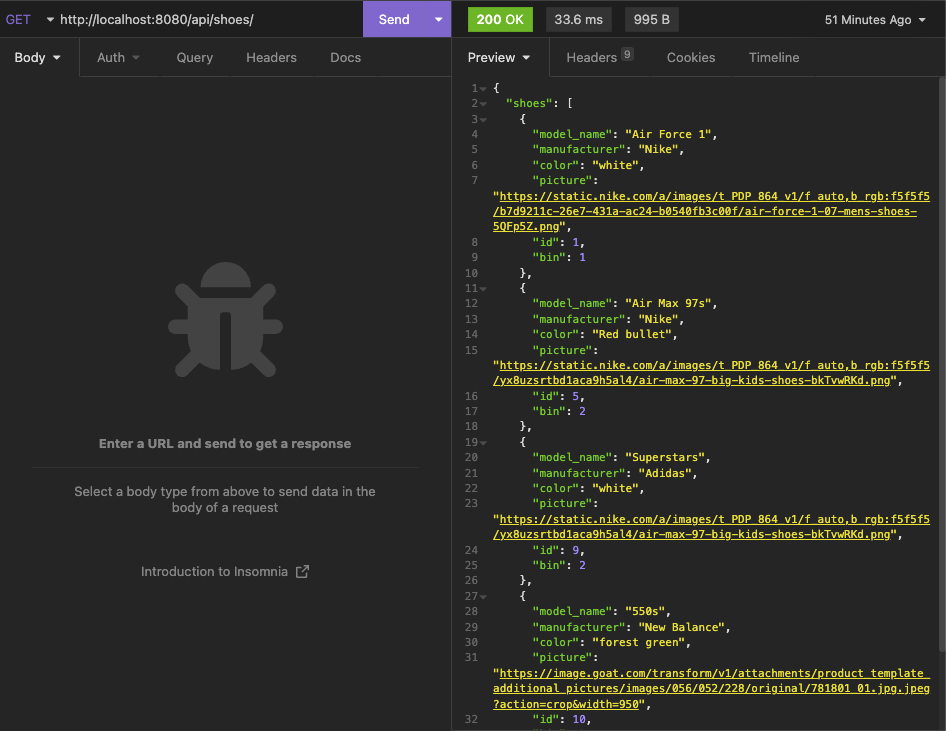 GET http://localhost:8080/api/shoes/ Send 200 OK 33.6 ms 995 B 51 Minutes Ago
Body Auth Query Headers Docs Preview Headers 9 Cookies Timeline
Enter a URL and send to get a response
Select a body type from above to send data in the
body of a request
Introduction to Insomnia
1 {
2 "shoes": [
3 {
4 "model_name": "Air Force 1",
5 "manufacturer": "Nike",
6 "color": "white",
7 "picture":
"https://static.nike.com/a/images/t_PDP_864_v1/f_auto,b_rgb:f5f5f5
/b7d9211c-26e7-431a-ac24-b0540fb3c00f/air-force-1-07-mens-shoes-
5QFp5Z.png",
8 "id": 1,
9 "bin": 1
10 },
11 {
12 "model_name": "Air Max 97s",
13 "manufacturer": "Nike",
14 "color": "Red bullet",
15 "picture":
"https://static.nike.com/a/images/t_PDP_864_v1/f_auto,b_rgb:f5f5f5
/yx8uzsrtbd1aca9h5al4/air-max-97-big-kids-shoes-bkTvwRKd.png",
16 "id": 5,
17 "bin": 2
18 },
19 {
20 "model_name": "Superstars",
21 "manufacturer": "Adidas",
22 "color": "white",
23 "picture":
"https://static.nike.com/a/images/t_PDP_864_v1/f_auto,b_rgb:f5f5f5
/yx8uzsrtbd1aca9h5al4/air-max-97-big-kids-shoes-bkTvwRKd.png",
24 "id": 9,
25 "bin": 2
26 },
27 {
28 "model_name": "550s",
29 "manufacturer": "New Balance",
30 "color": "forest green",
31 "picture":
"https://image.goat.com/transform/v1/attachments/product_template_
additional_pictures/images/056/052/228/original/781801_01.jpg.jpeg
?action=crop&width=950",
32 "id": 10,